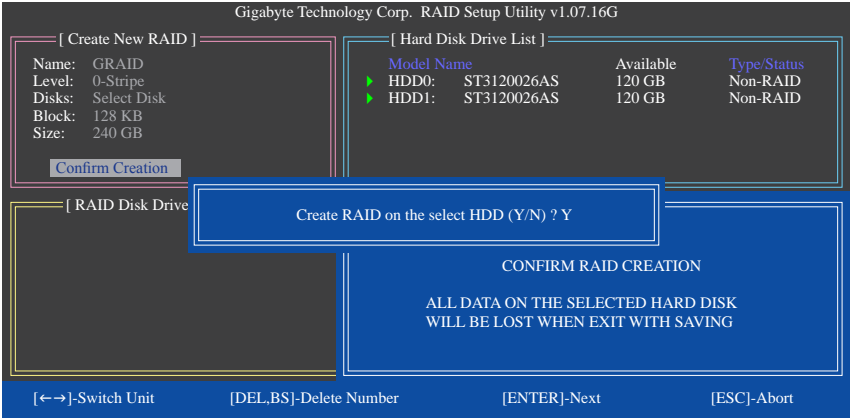 Gigabyte Technology Corp. RAID Setup Utility v1.07.16G
[ Create New RAID ]
Name: GRAID
Level: 0-Stripe
Disks: Select Disk
Block: 128 KB
Size: 240 GB
Confirm Creation
[ Hard Disk Drive List ]
Model Name Available Type/Status
HDD0: ST3120026AS 120 GB Non-RAID
HDD1: ST3120026AS 120 GB Non-RAID
[ RAID Disk Drive
Create RAID on the select HDD (Y/N) ? Y
CONFIRM RAID CREATION
ALL DATA ON THE SELECTED HARD DISK
WILL BE LOST WHEN EXIT WITH SAVING
[←→]-Switch Unit [DEL,BS]-Delete Number [ENTER]-Next [ESC]-Abort